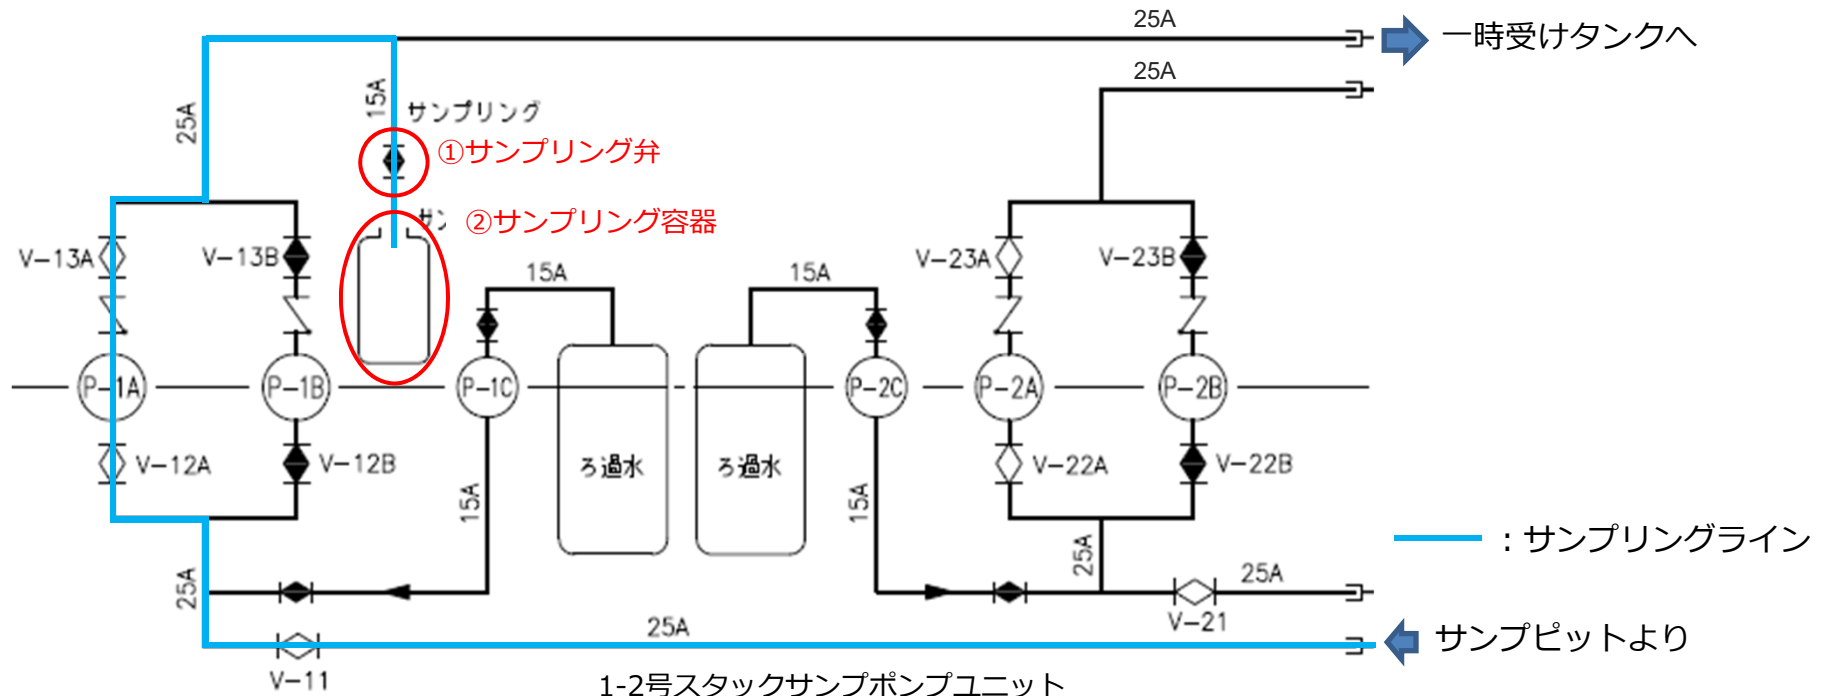 25A
一時受けタンクへ
25A
15A
25A
サンプリング
①サンプリング弁
②サンプリング容器
V-13A
V-13B
V-23A
V-23B
15A
15A
P-1A
P-1B
P-1C
P-2C
P-2A
P-2B
V-12A
V-12B
ろ過水
ろ過水
V-22A
V-22B
15A
15A
25A
:サンプリングライン
25A
25A
V-21
25A
サンプピットより
V-11
1-2号スタックサンプポンプユニット